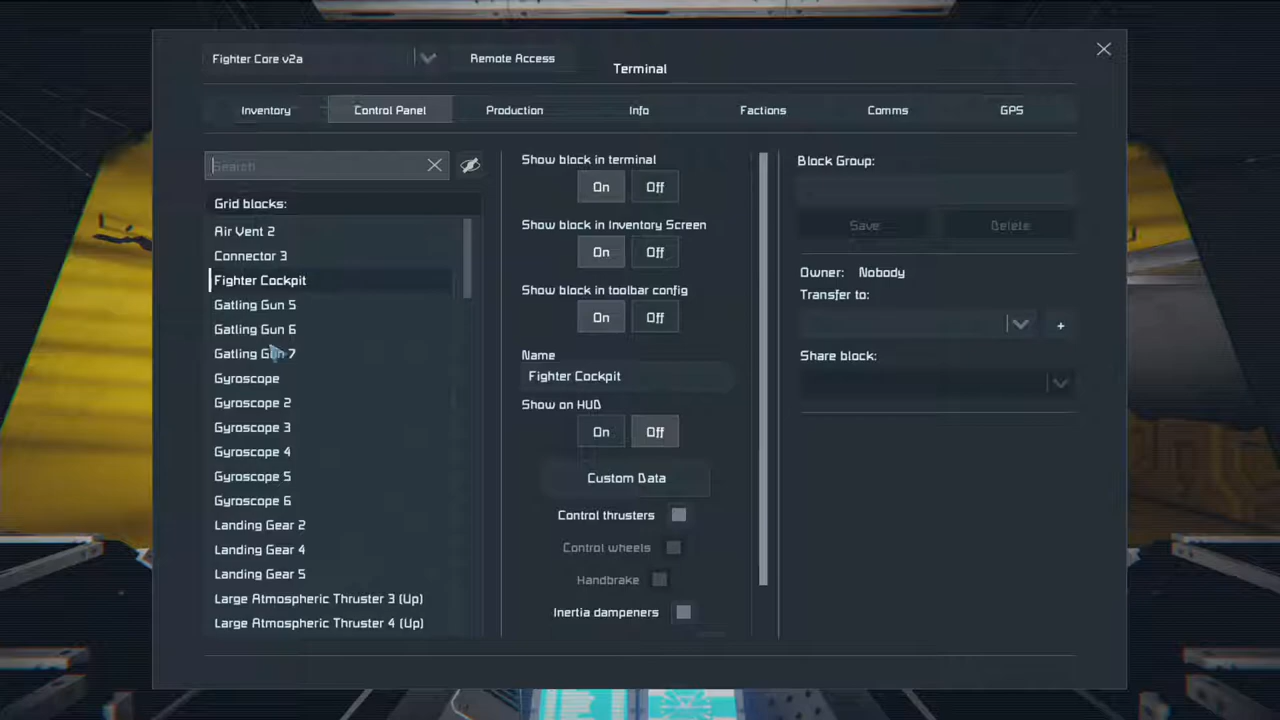 Fighter Core v2a
Remote Access
Terminal
Inventory
Control Panel
Production
Info
Factions
Comms
GPS
Search
Grid blocks:
Air Vent 2
Connector 3
Fighter Cockpit
Gatling Gun 5
Gatling Gun 6
Gatling Gun 7
Gyroscope
Gyroscope 2
Gyroscope 3
Gyroscope 4
Gyroscope 5
Gyroscope 6
Landing Gear 2
Landing Gear 4
Landing Gear 5
Large Atmospheric Thruster 3 (Up)
Large Atmospheric Thruster 4 (Up)
Show block in terminal
On Off
Show block in Inventory Screen
On Off
Show block in toolbar config
On Off
Name
Fighter Cockpit
Show on HUD
On Off
Custom Data
Control thrusters
Control wheels
Handbrake
Inertia dampeners
Block Group:
Save Delete
Owner: Nobody
Transfer to:
+
Share block: